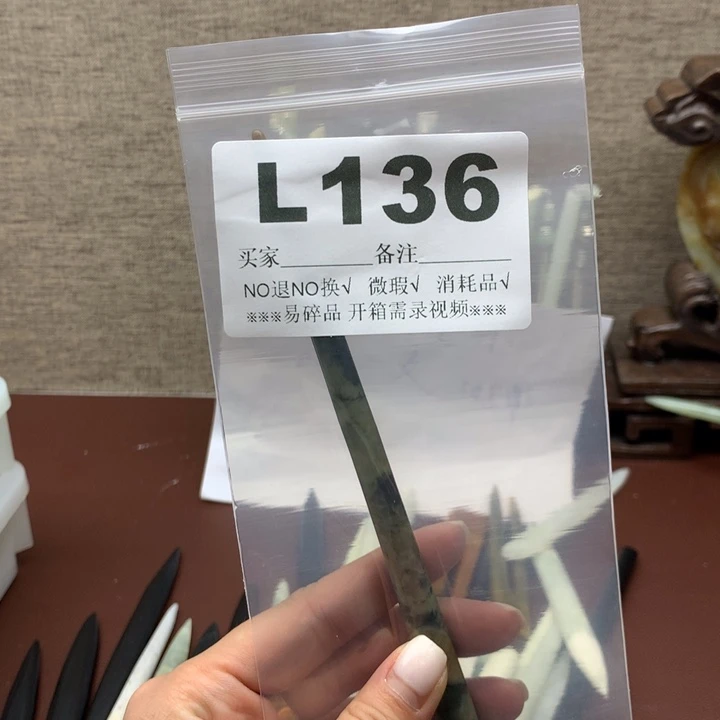 L136
买家________备注________
NO退NO换√ 微瑕√ 消耗品√
※※※易碎品 开箱需录视频※※※